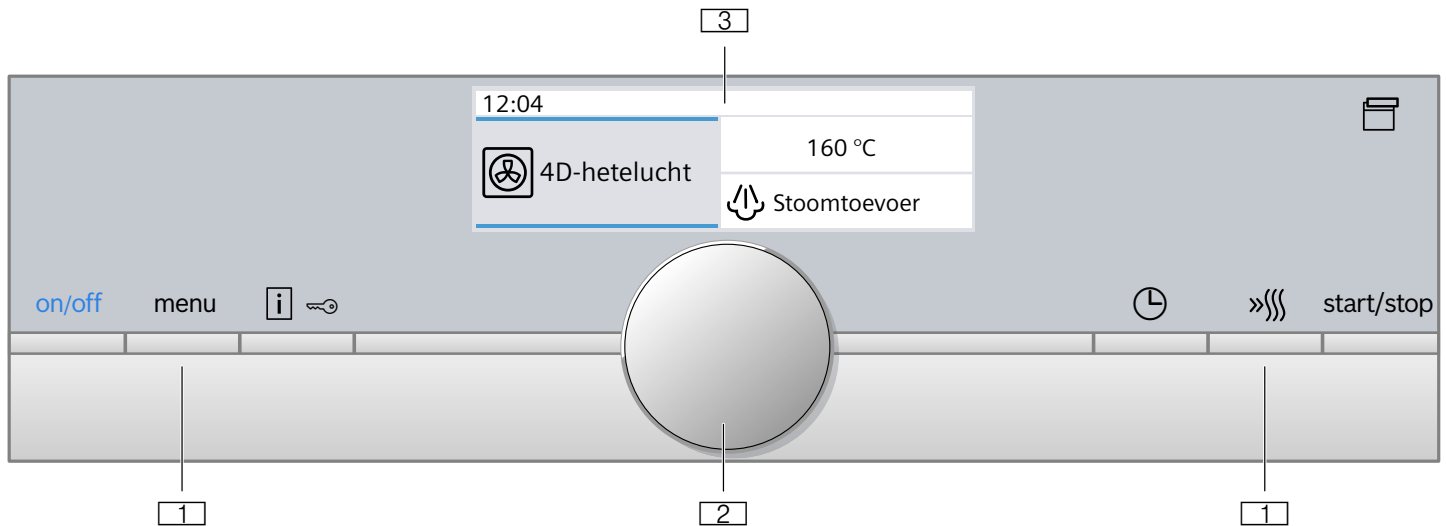 3
12:04
160 °C
4D-hetelucht
Stoomtoevoer
on/off menu i start/stop
1 2 1